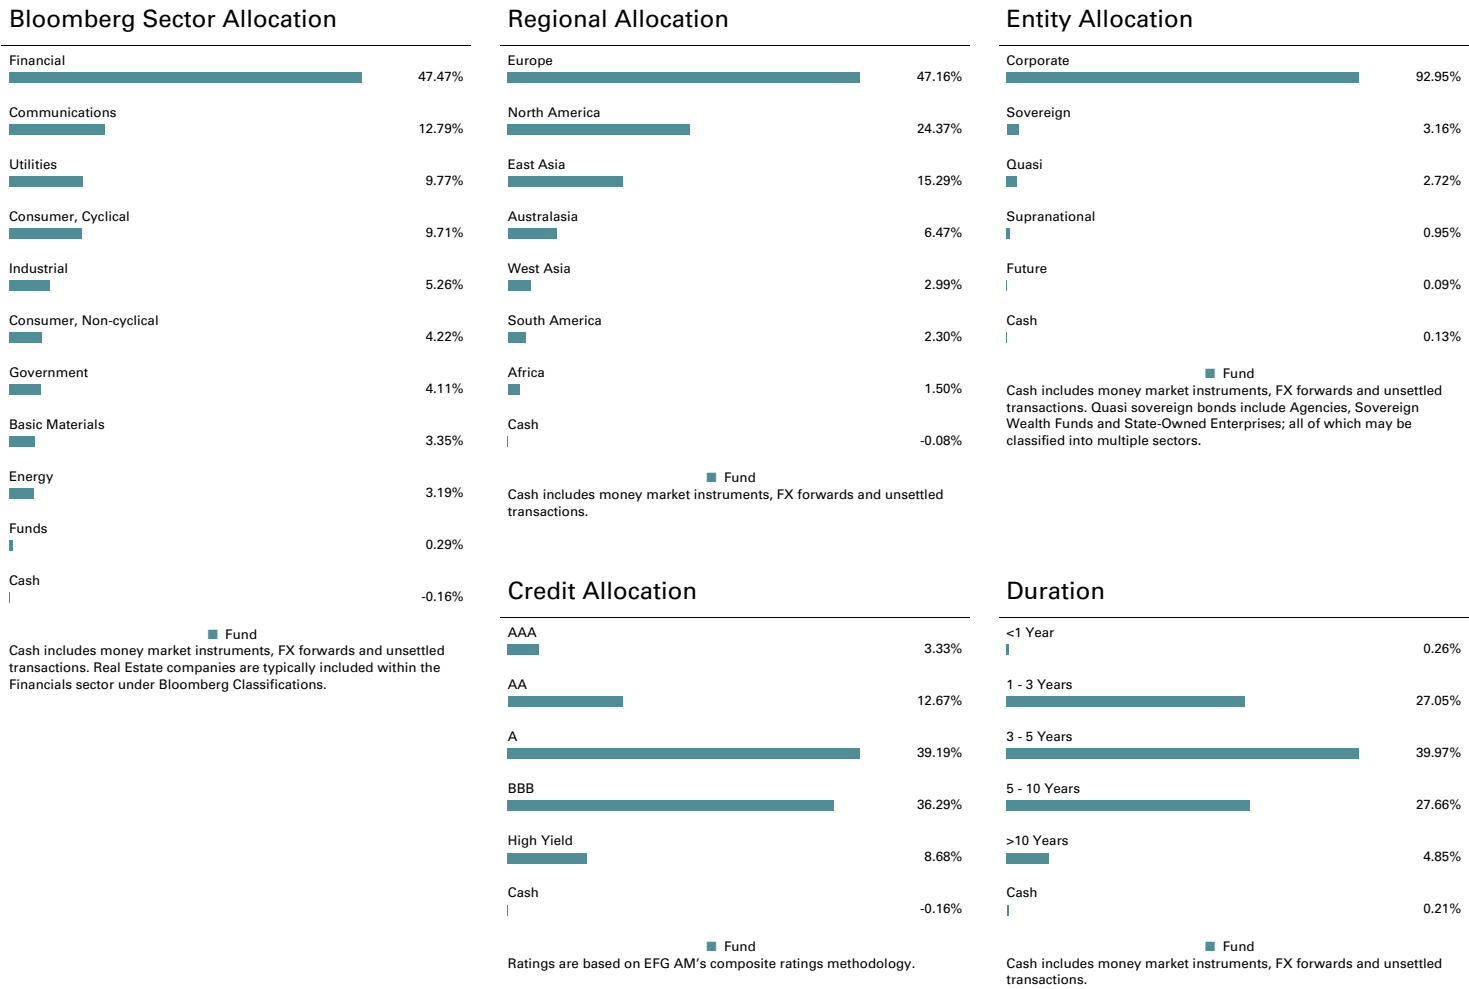 Bloomberg Sector Allocation
Financial
47.47%
Communications
12.79%
Utilities
9.77%
Consumer, Cyclical
9.71%
Industrial
5.26%
Consumer, Non-cyclical
4.22%
Government
4.11%
Basic Materials
3.35%
Energy
3.19%
Funds
0.29%
Cash
-0.16%
Fund
Cash includes money market instruments, FX forwards and unsettled
transactions. Real Estate companies are typically included within the
Financials sector under Bloomberg Classifications.
Regional Allocation
Europe
47.16%
North America
24.37%
East Asia
15.29%
Australasia
6.47%
West Asia
2.99%
South America
2.30%
Africa
1.50%
Cash
-0.08%
Fund
Cash includes money market instruments, FX forwards and unsettled
transactions.
Entity Allocation
Corporate
92.95%
Sovereign
3.16%
Quasi
2.72%
Supranational
0.95%
Future
0.09%
Cash
0.13%
Fund
Cash includes money market instruments, FX forwards and unsettled
transactions. Quasi sovereign bonds include Agencies, Sovereign
Wealth Funds and State-Owned Enterprises; all of which may be
classified into multiple sectors.
Credit Allocation
AAA
3.33%
AA
12.67%
A
39.19%
BBB
36.29%
High Yield
8.68%
Cash
-0.16%
Fund
Ratings are based on EFG AM's composite ratings methodology.
Duration
<1 Year
0.26%
1 - 3 Years
27.05%
3 - 5 Years
39.97%
5 - 10 Years
27.66%
>10 Years
4.85%
Cash
0.21%
Fund
Cash includes money market instruments, FX forwards and unsettled
transactions.